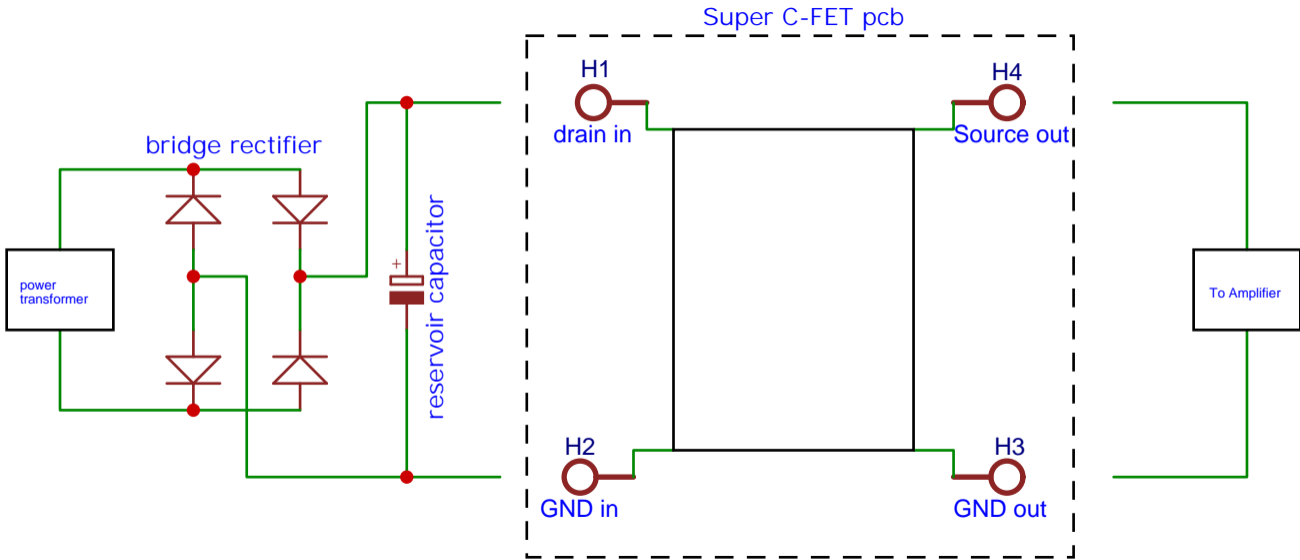 Super C-FET pcb
H1
drain in
H4
Source out
bridge rectifier
+
reservoir capacitor
power
transformer
To Amplifier
H2
GND in
H3
GND out